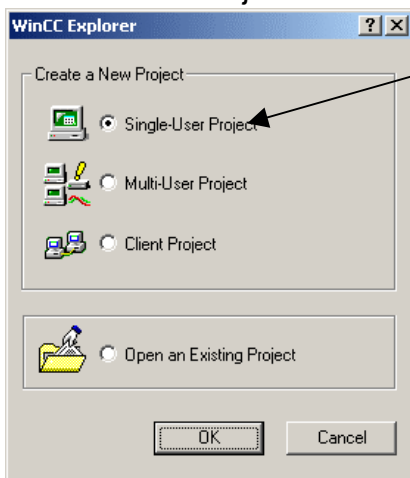 WinCC Explorer
Create a New Project
Single-User Project
Multi-User Project
Client Project
Open an Existing Project
OK
Cancel